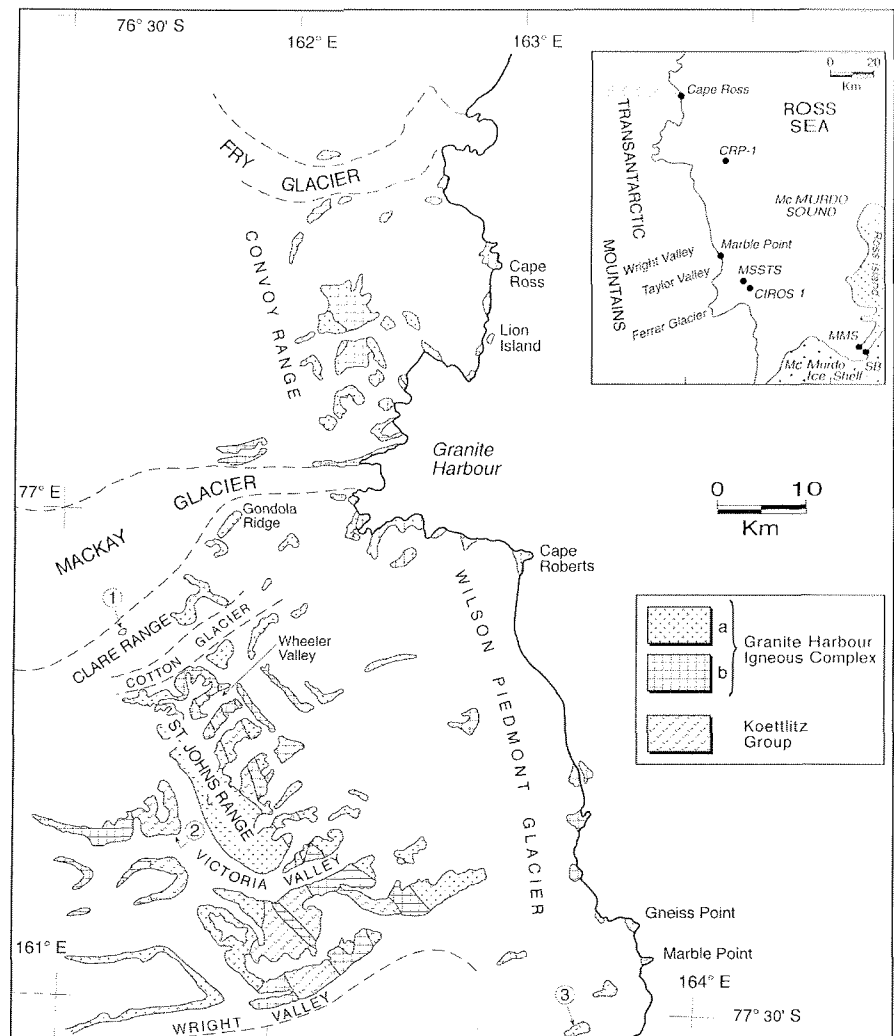 76° 30' S
162° E
163° E
FRY
GLACIER
CONVOY RANGE
Cape
Ross
Lion
Island
Granite
Harbour
77° E
MACKAY
GLACIER
Gondola
Ridge
Cape
Roberts
1
CLARE RANGE
COTTON GLACIER
Wheeler
Valley
ST. JOHNS RANGE
WILSON PIEDMONT GLACIER
2
VICTORIA VALLEY
161° E
Gneiss Point
Marble Point
164° E
3
77° 30' S
WRIGHT VALLEY
0 20
Km
Cape Ross
ROSS
SEA
TRANSANTARCTIC
MOUNTAINS
CRP-1
Mc MURDO
SOUND
Ross Island
Marble Point
Wright Valley
MSSTS
Taylor Valley
CIROS 1
Ferrar Glacier
MMS
SB
Mc Murdo
Ice Shelf
0 10
Km
a
b
Granite Harbour
Igneous Complex
Koettlitz
Group